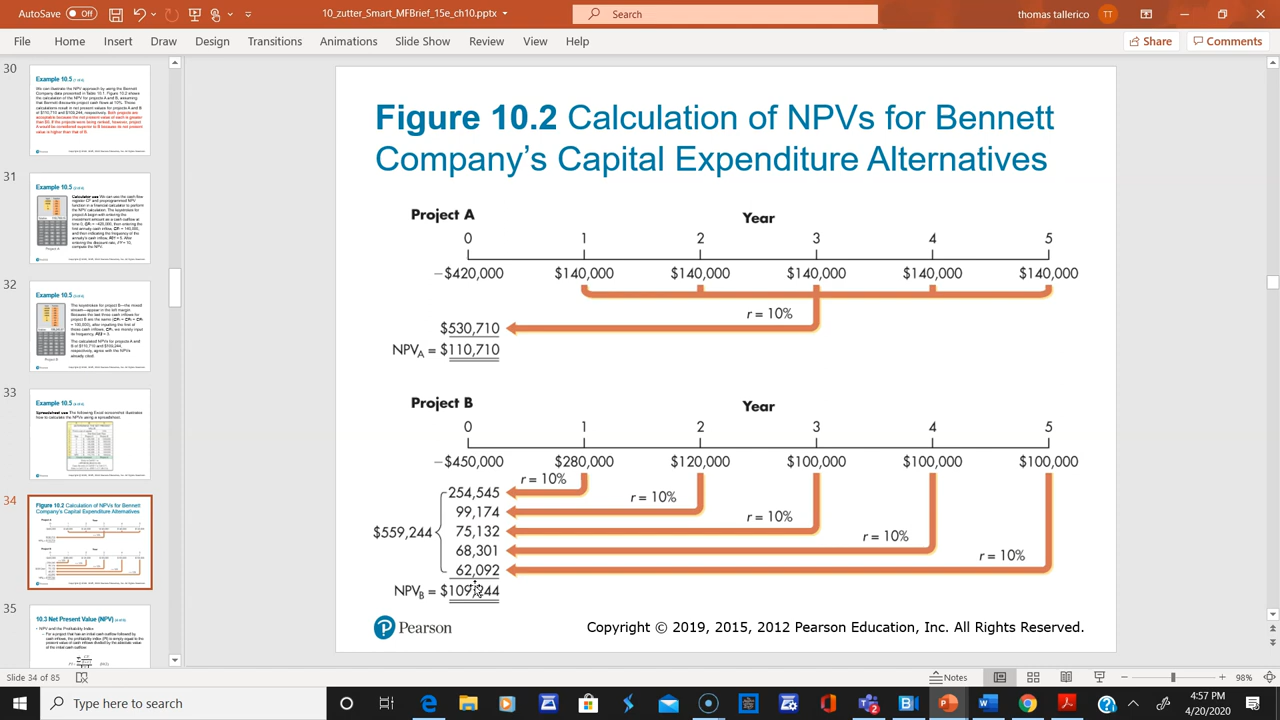 AutoSave Off
10_zutter_Smart_MFBrief_15e_ch10.pptx
Search
thomas tallerico
TT
File Home Insert Draw Design Transitions Animations Slide Show Review View Help
Share Comments
30
Example 10.5
31
Example 10.5
32
Example 10.5
33
Example 10.5
34
Figure 10.2 Calculation of NPVs for Bennett
Company's Capital Expenditure Alternatives
35
10.3 Net Present Value (NPV)
• NPV and the Profitability Index
Figure 10.2 Calculation of NPVs for Bennett
Company's Capital Expenditure Alternatives
Project A
Year
0 1 2 3 4 5
−$420,000 $140,000 $140,000 $140,000 $140,000 $140,000
r = 10%
$530,710
NPVA = $110,710
Project B
Year
0 1 2 3 4 5
−$450,000 $280,000 $120,000 $100,000 $100,000 $100,000
r = 10%
254,545
r = 10%
99,174
r = 10%
$559,244
75,132
r = 10%
68,301
r = 10%
62,092
NPVB = $109,244
Pearson
Copyright © 2019, 2015, Pearson Education, Inc. All Rights Reserved.
Slide 34 of 85
Notes
98%
Type here to search
4:57 PM
4/20/2020